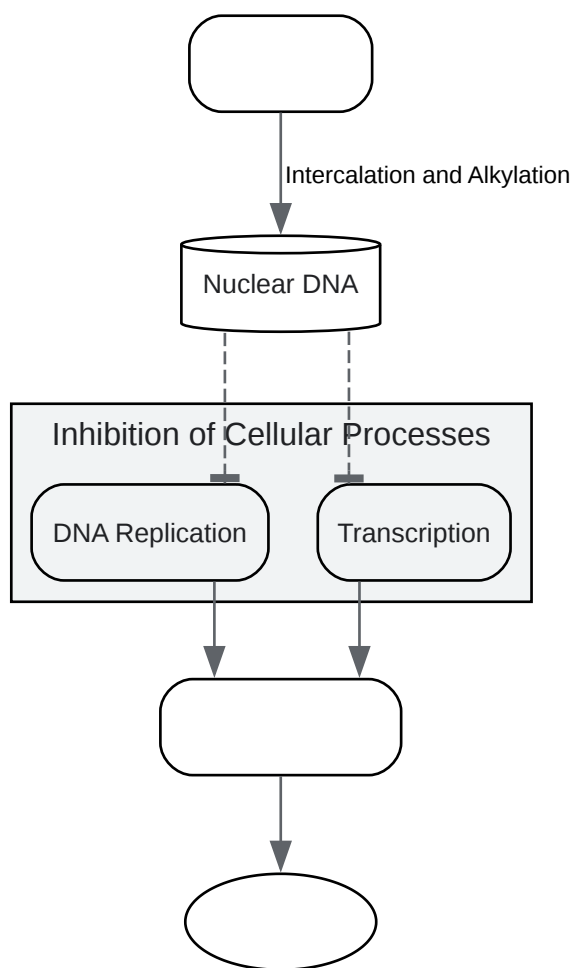 Intercalation and Alkylation
Nuclear DNA
Inhibition of Cellular Processes
DNA Replication
Transcription